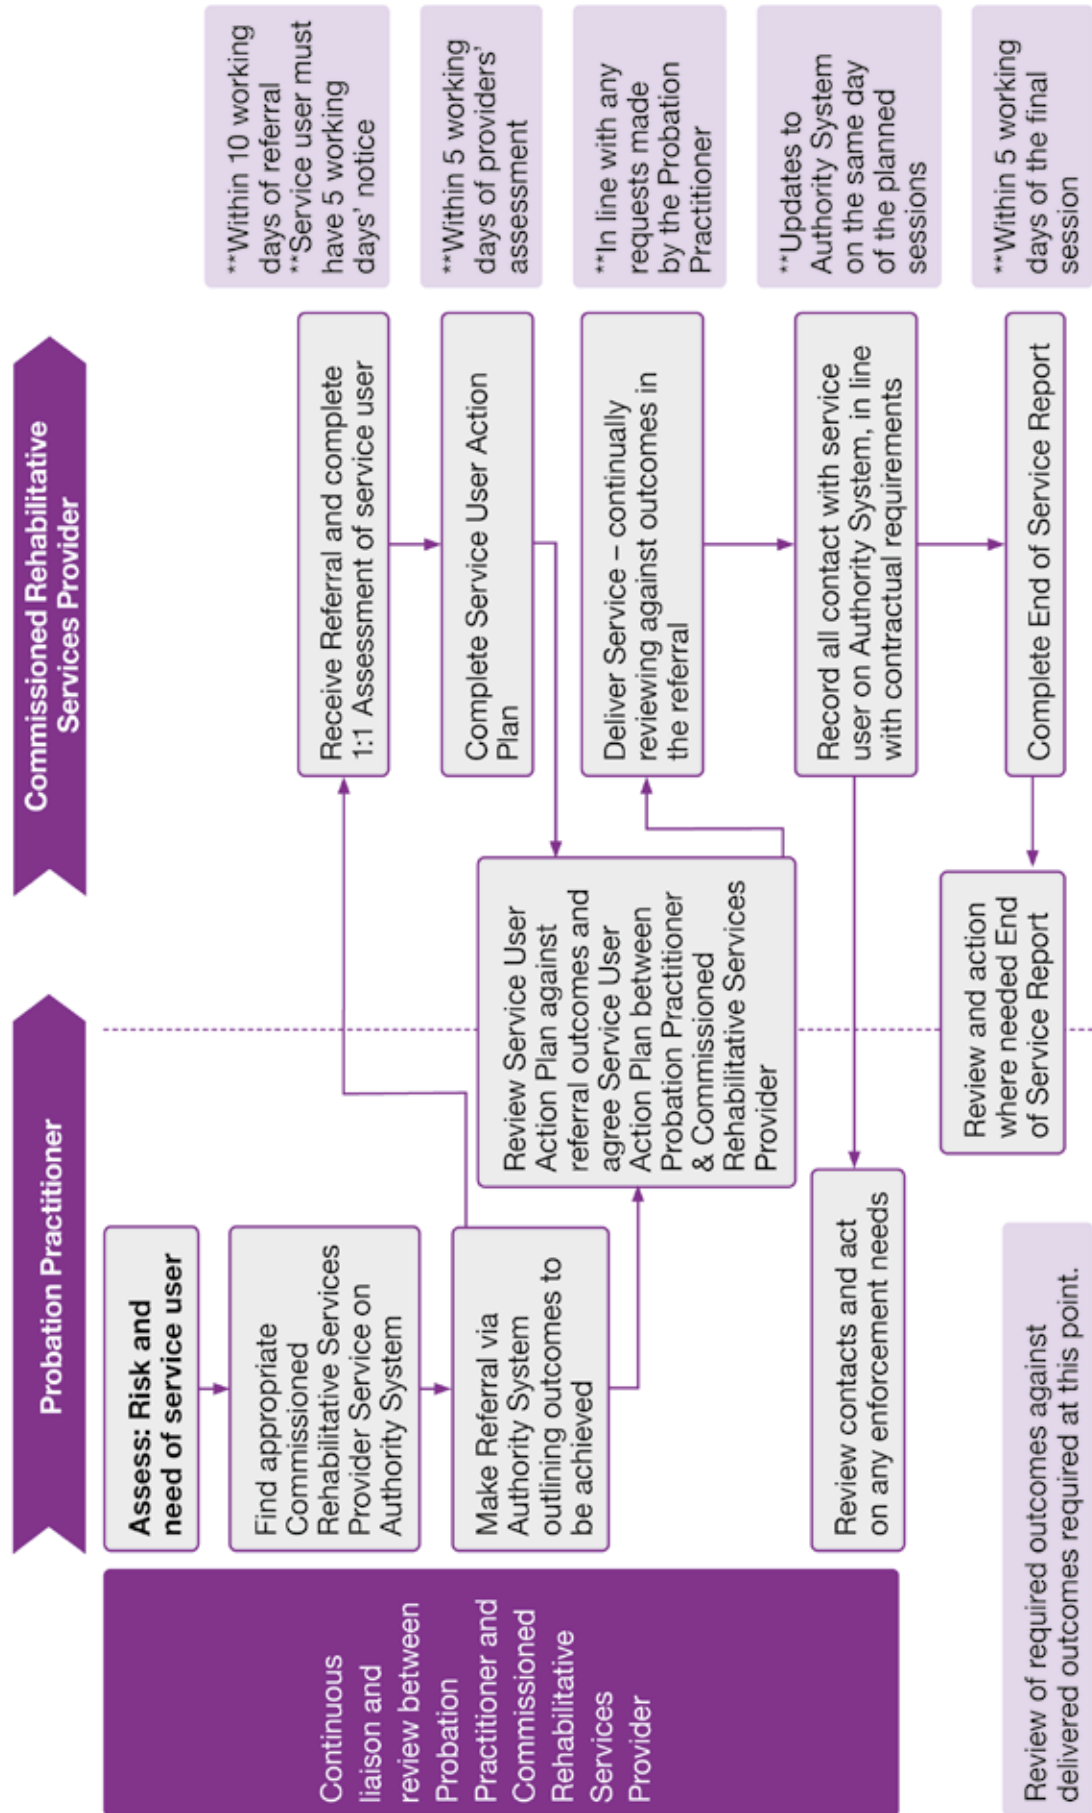 Probation Practitioner
Commissioned Rehabilitative
Services Provider
Continuous
liaison and
review between
Probation
Practitioner and
Commissioned
Rehabilitative
Services
Provider
Assess: Risk and
need of service user
Find appropriate
Commissioned
Rehabilitative Services
Provider Service on
Authority System
Make Referral via
Authority System
outlining outcomes to
be achieved
Receive Referral and complete
1:1 Assessment of service user
**Within 10 working
days of referral
**Service user must
have 5 working
days’ notice
Complete Service User Action
Plan
**Within 5 working
days of providers’
assessment
Review Service User
Action Plan against
referral outcomes and
agree Service User
Action Plan between
Probation Practitioner
& Commissioned
Rehabilitative Services
Provider
Deliver Service – continually
reviewing against outcomes in
the referral
**In line with any
requests made
by the Probation
Practitioner
Record all contact with service
user on Authority System, in line
with contractual requirements
**Updates to
Authority System
on the same day
of the planned
sessions
Review contacts and act
on any enforcement needs
Complete End of Service Report
**Within 5 working
days of the final
session
Review and action
where needed End
of Service Report
Review of required outcomes against
delivered outcomes required at this point.